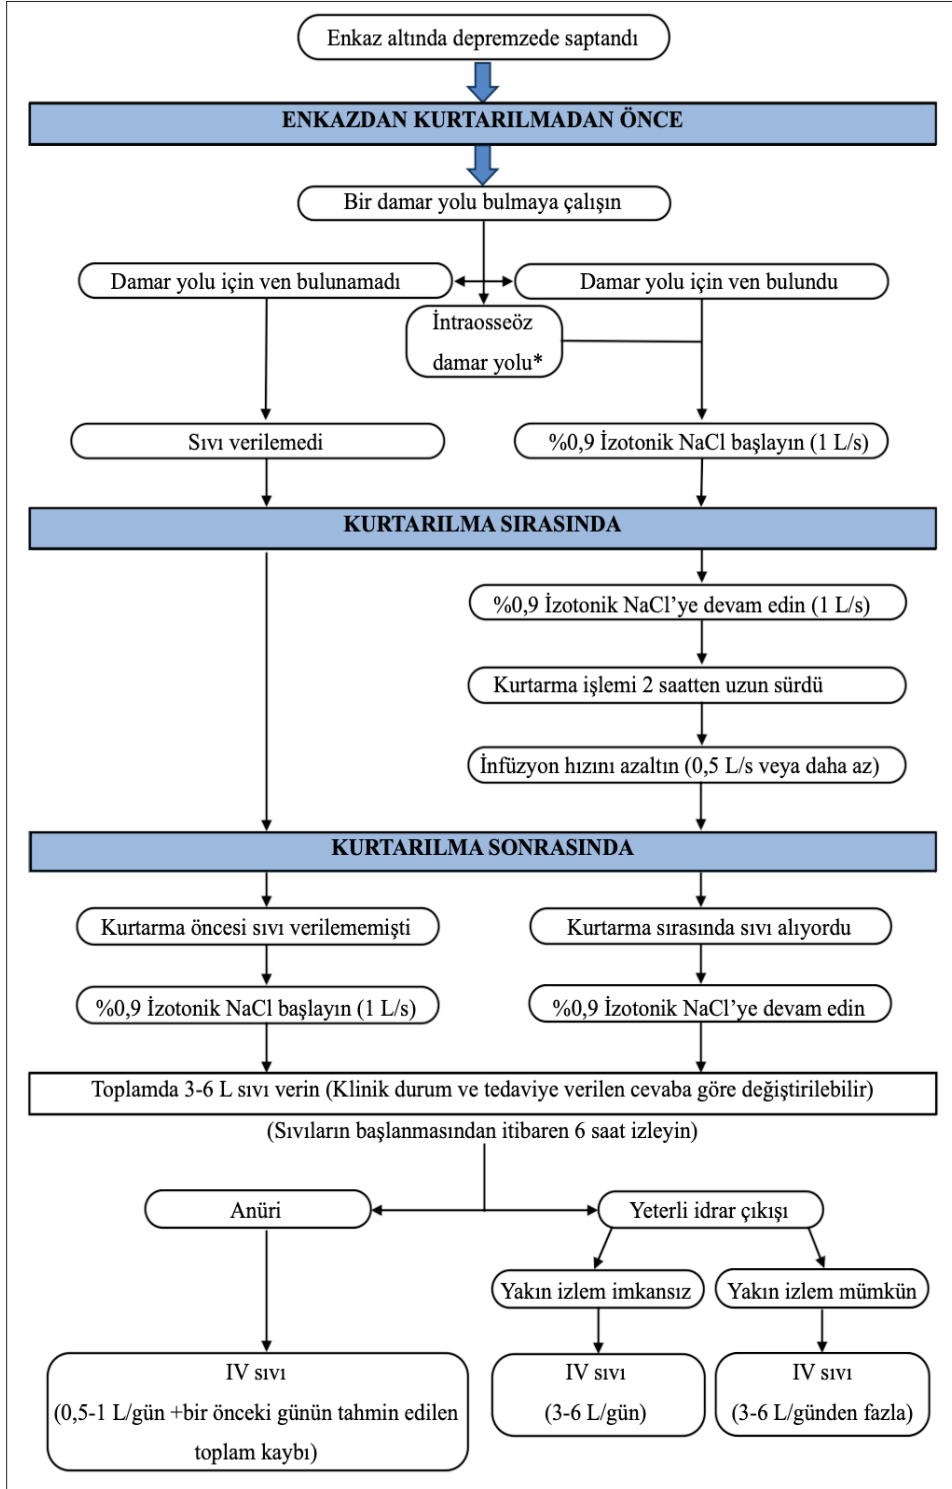 Enkaz altında depremzede saptandı
ENKAZDAN KURTARILMADAN ÖNCE
Bir damar yolu bulmaya çalışın
Damar yolu için ven bulunamadı
Damar yolu için ven bulundu
İntraosseöz
damar yolu*
Sıvı verilemedi
%0,9 İzotonik NaCl başlayın (1 L/s)
KURTARILMA SIRASINDA
%0,9 İzotonik NaCl’ye devam edin (1 L/s)
Kurtarma işlemi 2 saatten uzun sürdü
İnfüzyon hızını azaltın (0,5 L/s veya daha az)
KURTARILMA SONRASINDA
Kurtarma öncesi sıvı verilememişti
Kurtarma sırasında sıvı alıyordu
%0,9 İzotonik NaCl başlayın (1 L/s)
%0,9 İzotonik NaCl’ye devam edin
Toplamda 3-6 L sıvı verin (Klinik durum ve tedaviye verilen cevaba göre değiştirilebilir)
(Sıvıların başlanmasından itibaren 6 saat izleyin)
Anüri
Yeterli idrar çıkışı
Yakın izlem imkansız
Yakın izlem mümkün
IV sıvı
(0,5-1 L/gün +bir önceki günün tahmin edilen
toplam kaybı)
IV sıvı
(3-6 L/gün)
IV sıvı
(3-6 L/günden fazla)